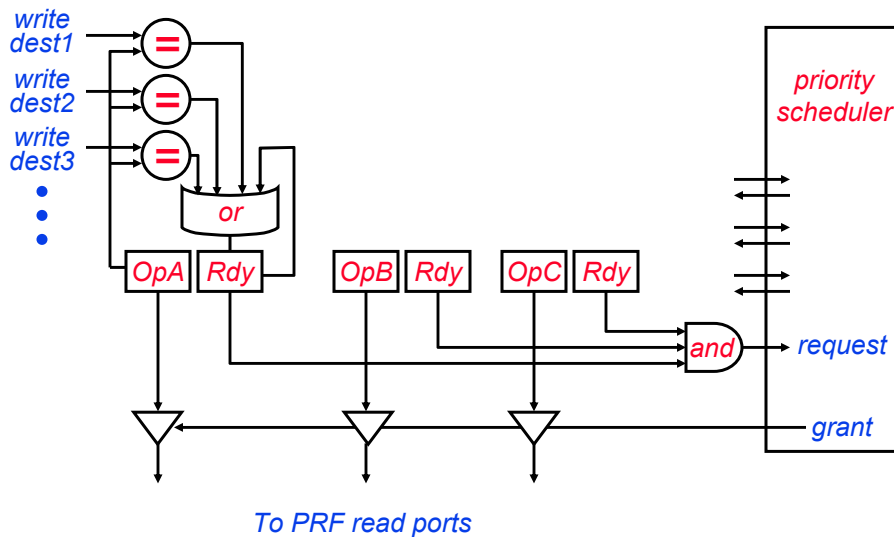 write
dest1
=
write
dest2
=
write
dest3
=
priority
scheduler
or
OpA
Rdy
OpB
Rdy
OpC
Rdy
and
request
grant
To PRF read ports